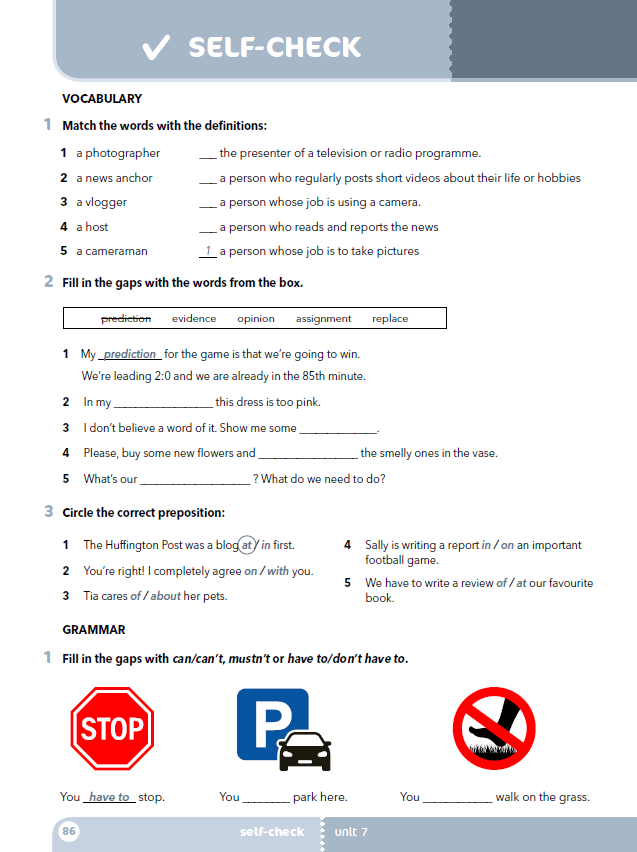 SELF-CHECK
VOCABULARY
1 Match the words with the definitions:
1 a photographer ___ the presenter of a television or radio programme.
2 a news anchor ___ a person who regularly posts short videos about their life or hobbies
3 a vlogger ___ a person whose job is using a camera.
4 a host ___ a person who reads and reports the news
5 a cameraman 1 a person whose job is to take pictures
2 Fill in the gaps with the words from the box.
prediction evidence opinion assignment replace
1 My prediction for the game is that we're going to win.
We're leading 2:0 and we are already in the 85th minute.
2 In my _________________ this dress is too pink.
3 I don't believe a word of it. Show me some _____________.
4 Please, buy some new flowers and _________________ the smelly ones in the vase.
5 What's our ___________________ ? What do we need to do?
3 Circle the correct preposition:
1 The Huffington Post was a blog at / in first.
2 You're right! I completely agree on / with you.
3 Tia cares of / about her pets.
4 Sally is writing a report in / on an important
football game.
5 We have to write a review of / at our favourite
book.
GRAMMAR
1 Fill in the gaps with can/can't, mustn't or have to/don't have to.
STOP
P
You have to stop.
You ________ park here.
You ____________ walk on the grass.
86
self-check unit 7